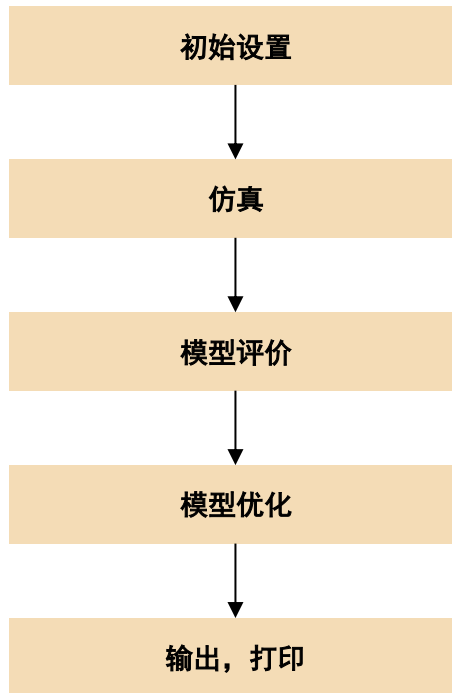 初始设置
仿真
模型评价
模型优化
输出，打印